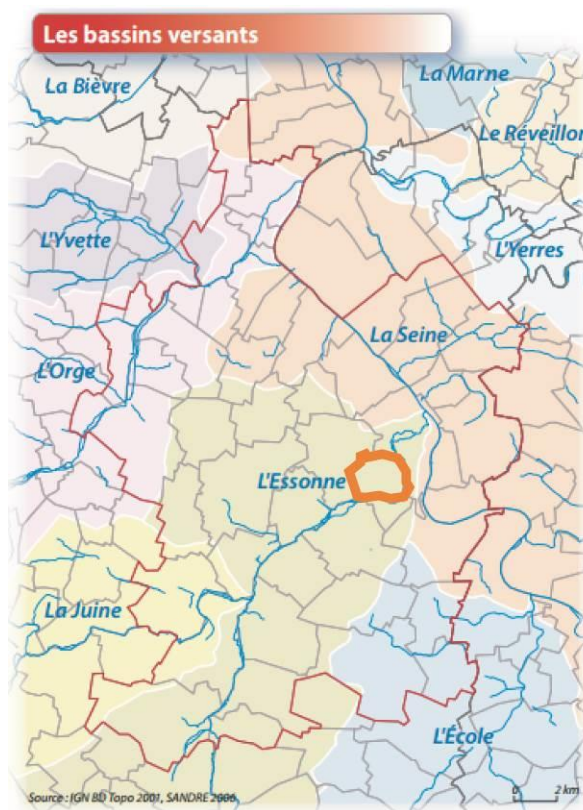 Les bassins versants
La Bièvre
La Marne
Le Réveillon
L'Yvette
L'Yerres
La Seine
L'Orge
L'Essonne
La Juine
L'École
Source : IGN BD Topo 2001, SANDRE 2006
0 2 km